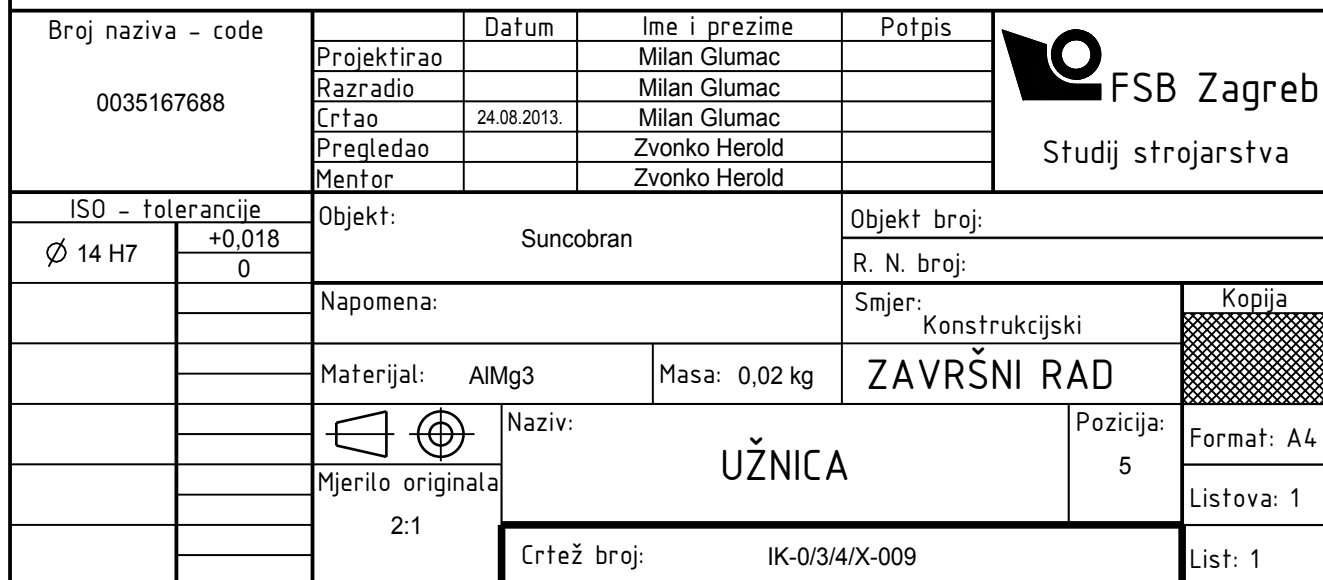 Broj naziva - code
0035167688
Datum
Ime i prezime
Potpis
Projektirao
Milan Glumac
Razradio
Milan Glumac
Crtao
24.08.2013.
Milan Glumac
Pregledao
Zvonko Herold
Mentor
Zvonko Herold
FSB Zagreb
Studij strojarstva
ISO - tolerancije
Ø 14 H7
+0,018
0
Objekt:
Suncobran
Objekt broj:
R. N. broj:
Napomena:
Smjer:
Konstrukcijski
Kopija
Materijal: AlMg3
Masa: 0,02 kg
ZAVRŠNI RAD
Naziv:
UŽNICA
Pozicija:
5
Format: A4
Mjerilo originala
2:1
Listova: 1
Crtež broj: IK-0/3/4/X-009
List: 1